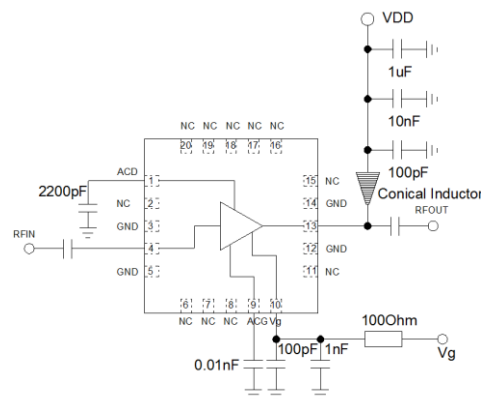 VDD
1uF
10nF
100pF
Conical Inductor
NC NC NC NC NC
20 19 18 17 16
ACD
1
15 NC
2200pF
NC 2
14 GND
RFOUT
GND 3
13
RFIN
4
12 GND
GND 5
11 NC
6 7 8 9 10
NC NC NC ACG Vg
100Ohm
0.01nF
100pF 1nF
Vg